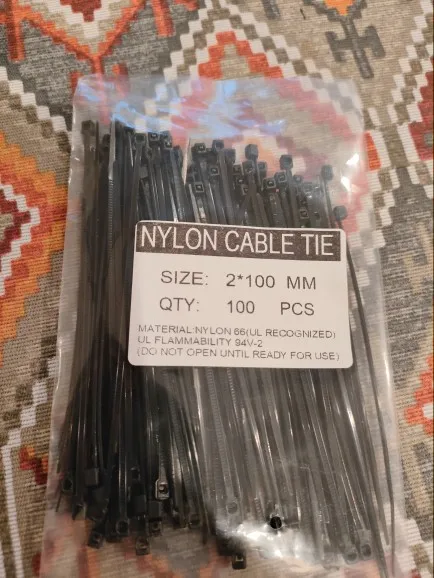 NYLON CABLE TIE
SIZE: 2*100 MM
QTY: 100 PCS
MATERIAL:NYLON 66(UL RECOGNIZED)
UL FLAMMABILITY 94V-2
(DO NOT OPEN UNTIL READY FOR USE)